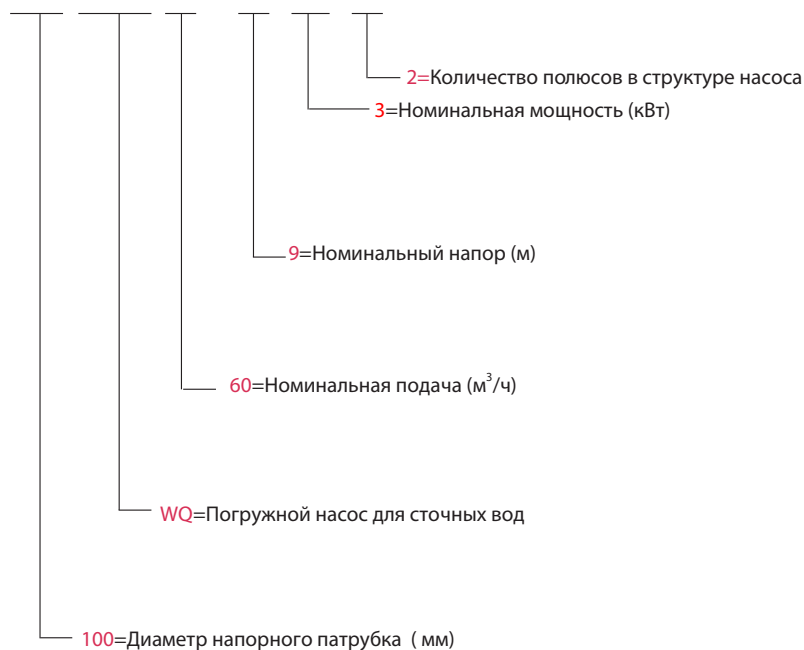 2=Количество полюсов в структуре насоса
3=Номинальная мощность (кВт)
9=Номинальный напор (м)
60=Номинальная подача (м³/ч)
WQ=Погружной насос для сточных вод
100=Диаметр напорного патрубка ( мм)